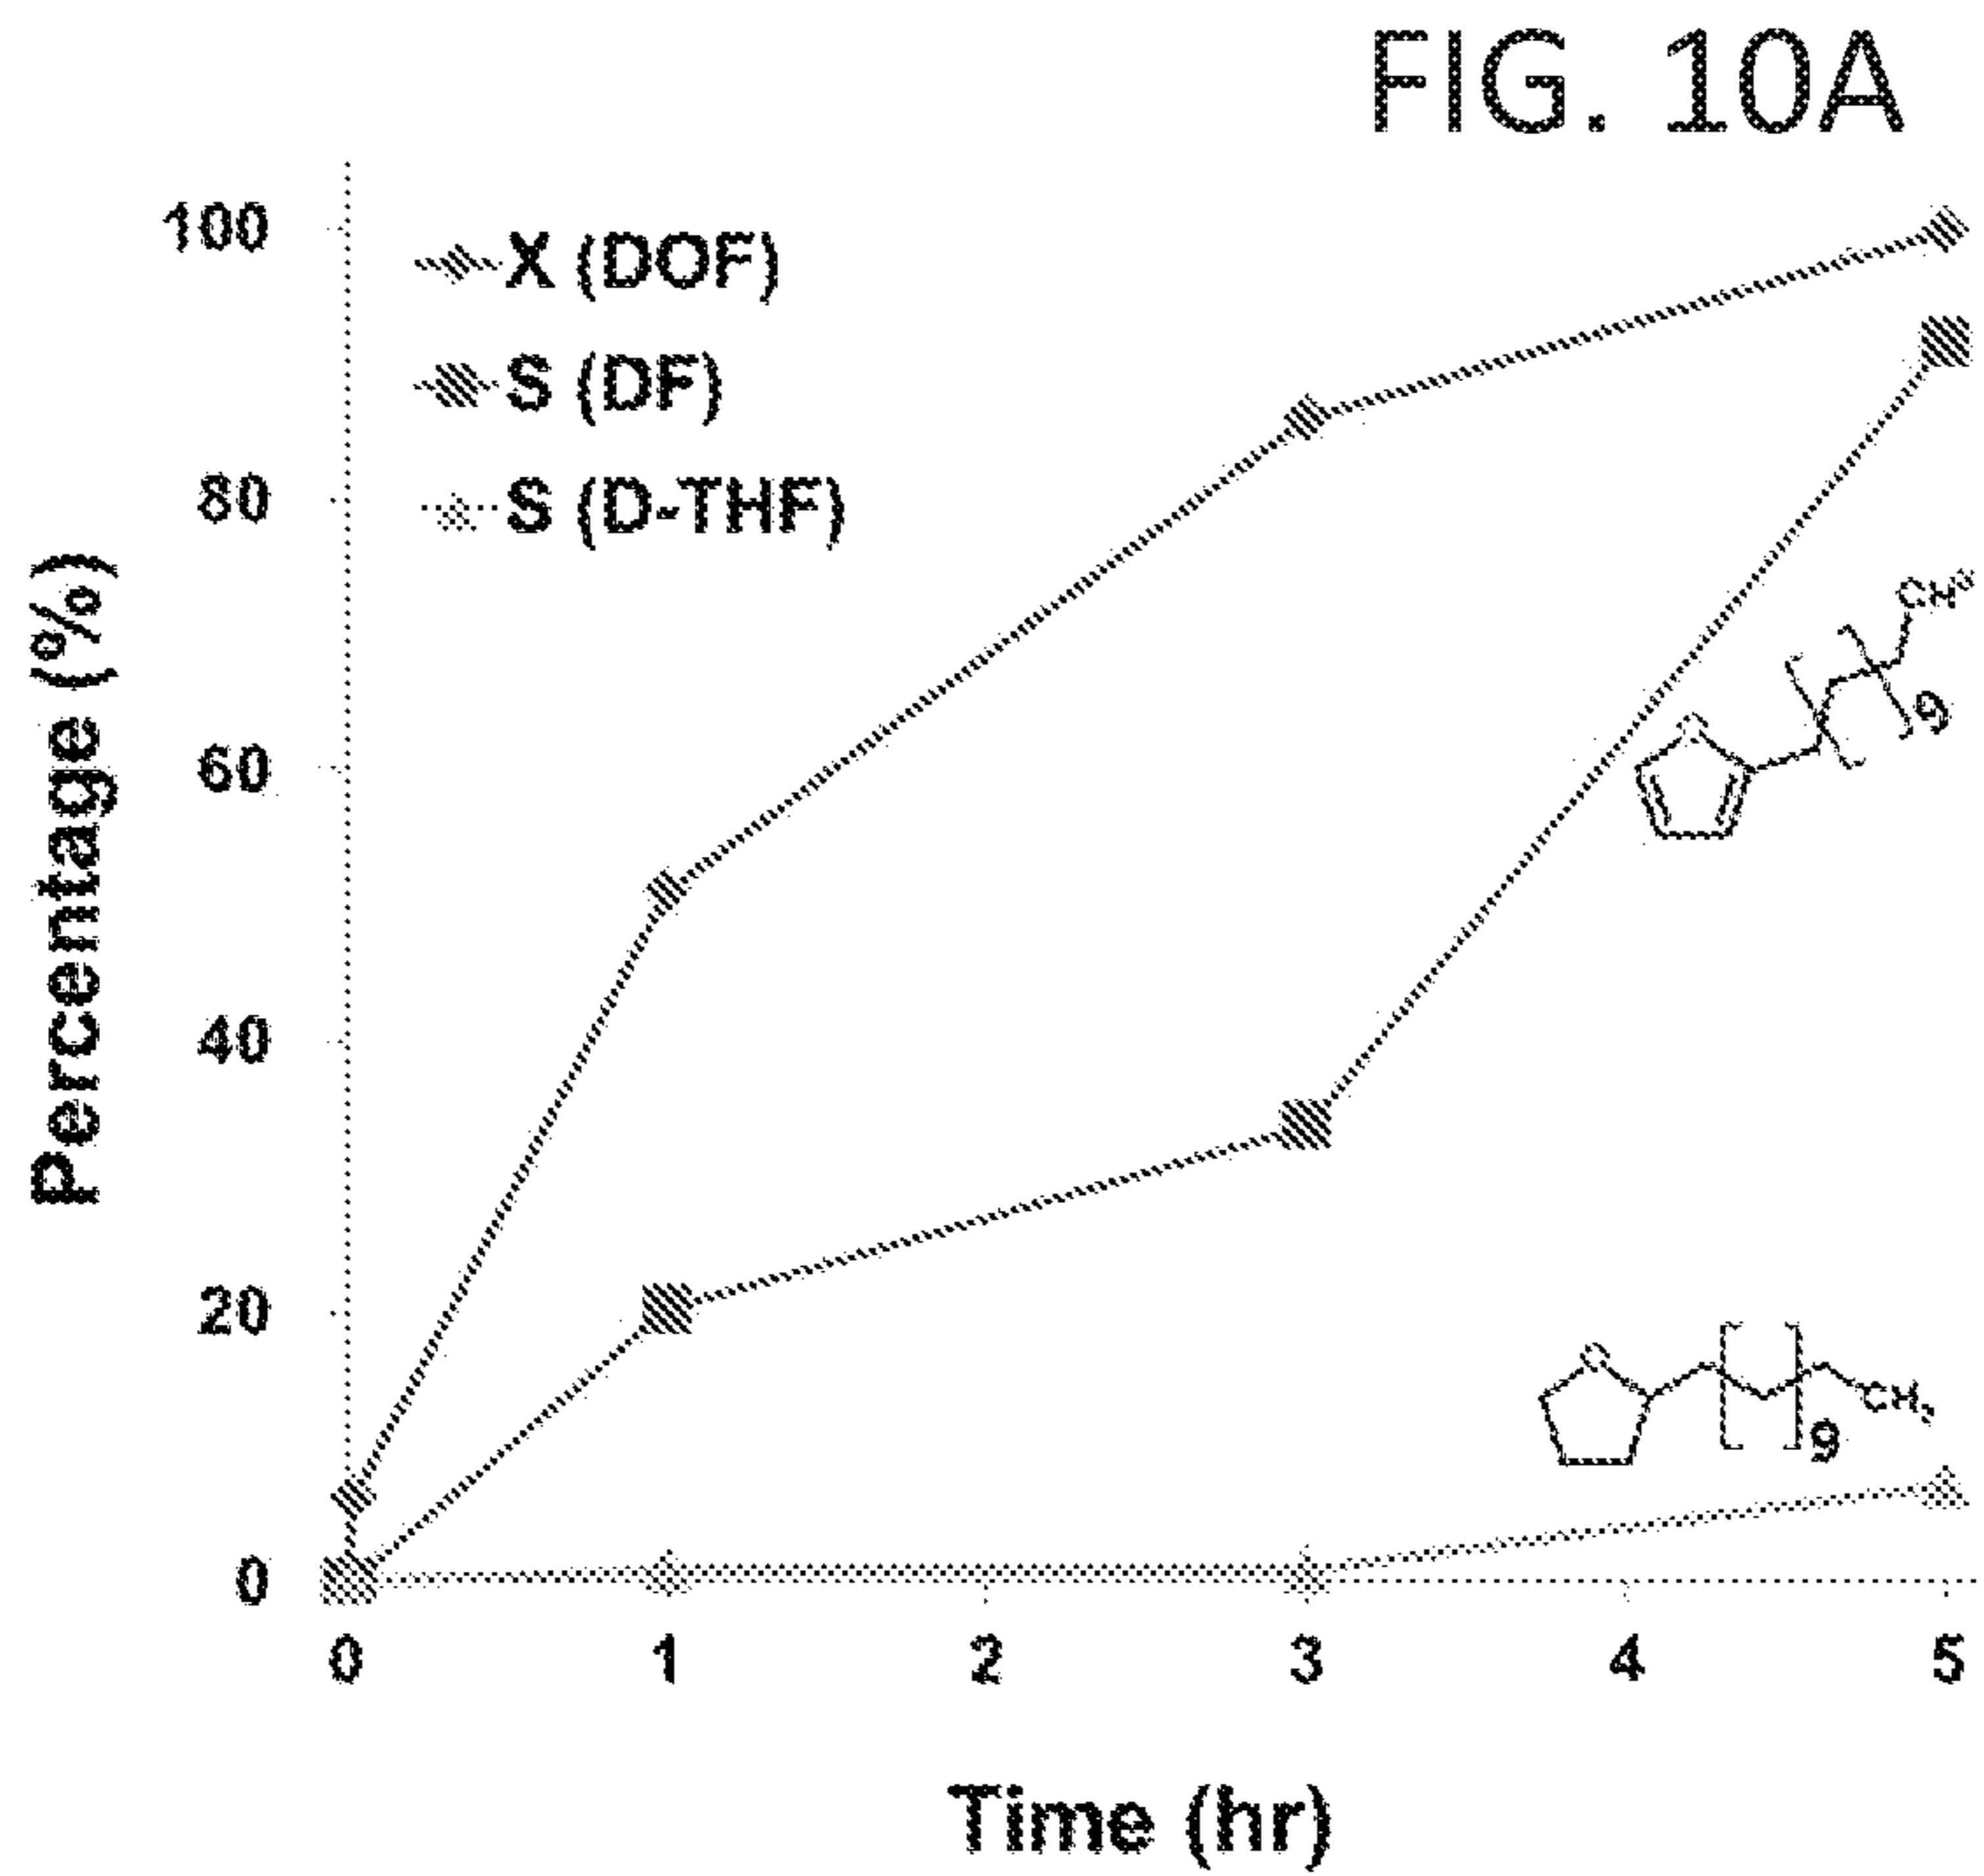 FIG. 10A
100
80
60
40
20
0
Percentage (%)
X (DOF)
S (DF)
S (D-THF)
9
CH3
9
0 1 2 3 4 5
Time (hr)